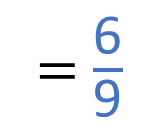 = 6/9